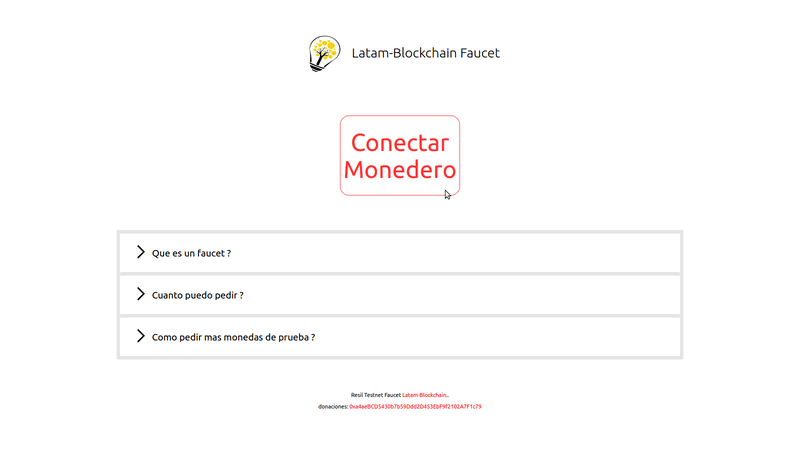 Latam-Blockchain Faucet
Conectar
Monedero
Que es un faucet ?
Cuanto puedo pedir ?
Como pedir mas monedas de prueba ?
Resil Testnet Faucet Latam-Blockchain..
donaciones: